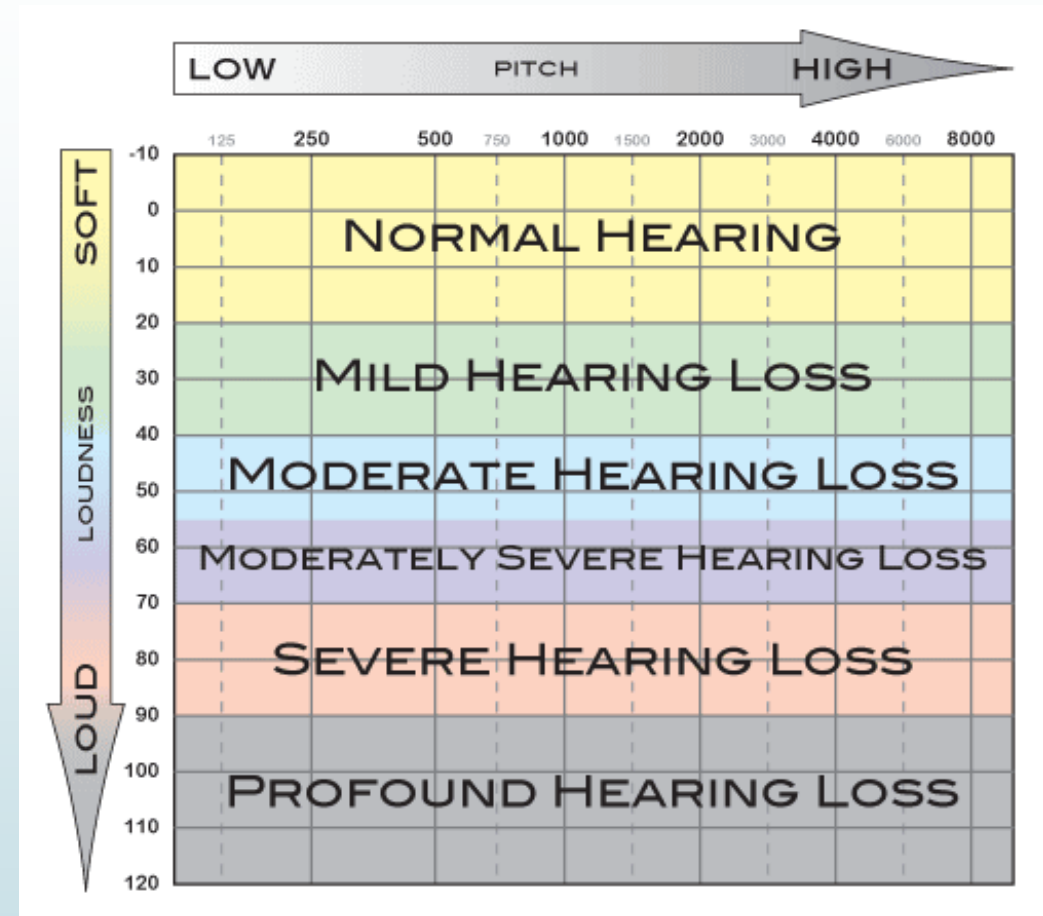 LOW PITCH HIGH
125 250 500 750 1000 1500 2000 3000 4000 6000 8000
SOFT
LOUDNESS
LOUD
-10
0
NORMAL HEARING
10
20
30
MILD HEARING LOSS
40
MODERATE HEARING LOSS
50
60
MODERATELY SEVERE HEARING LOSS
70
80
SEVERE HEARING LOSS
90
100
PROFOUND HEARING LOSS
110
120